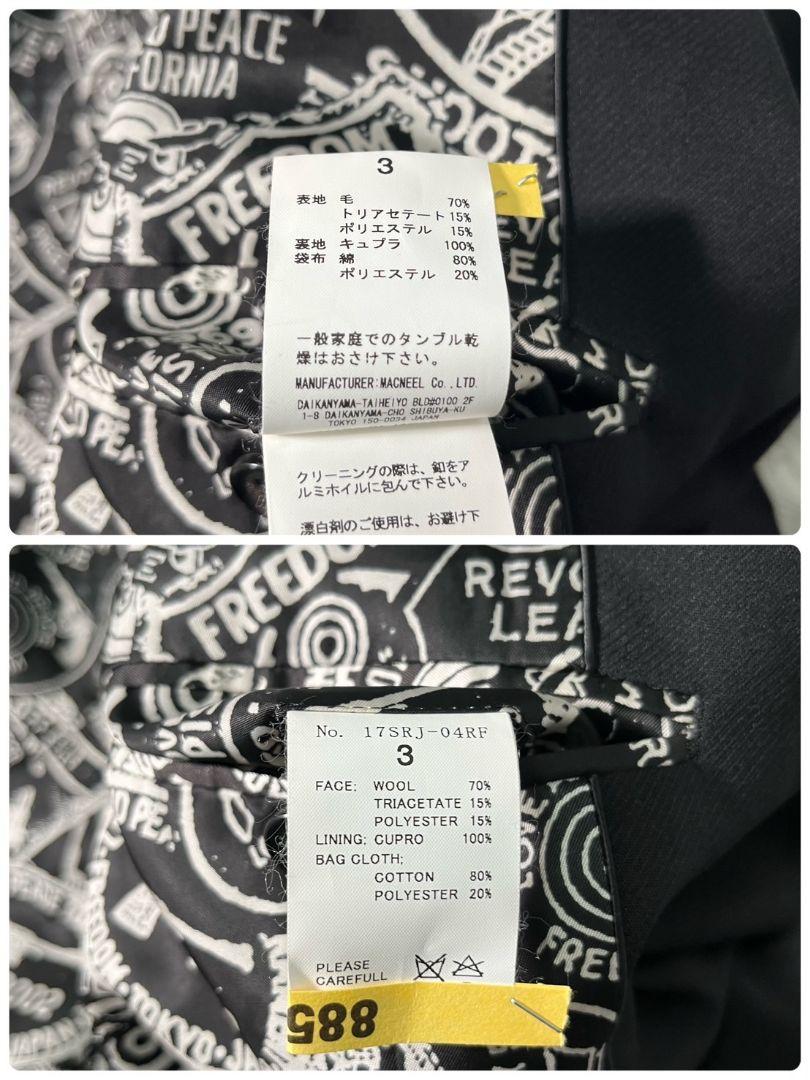 PEACE
FORNIA
FREEDOM
3
表地 毛 70%
トリアセテート 15%
ポリエステル 15%
裏地 キュプラ 100%
袋布 綿 80%
ポリエステル 20%
一般家庭でのタンブル乾
燥はおさけ下さい。
MANUFACTURER:MACNEEL Co.,LTD.
DAIKANYAMA-TAIHEIYO BLD#0100 2F
1-8 DAIKANYAMA-CHO SHIBUYA-KU
TOKYO 150-0034 JAPAN
クリーニングの際は、釦をア
ルミホイルに包んで下さい。
漂白剤のご使用は、お避け下
FREEDO
REVO
LEA
No. 17SRJ-04RF
3
FACE; WOOL 70%
TRIACETATE 15%
POLYESTER 15%
LINING; CUPRO 100%
BAG CLOTH;
COTTON 80%
POLYESTER 20%
PLEASE
CAREFULL
885
LOVE
FREE
FREEDOM·TOKYO·JA
JAPAN